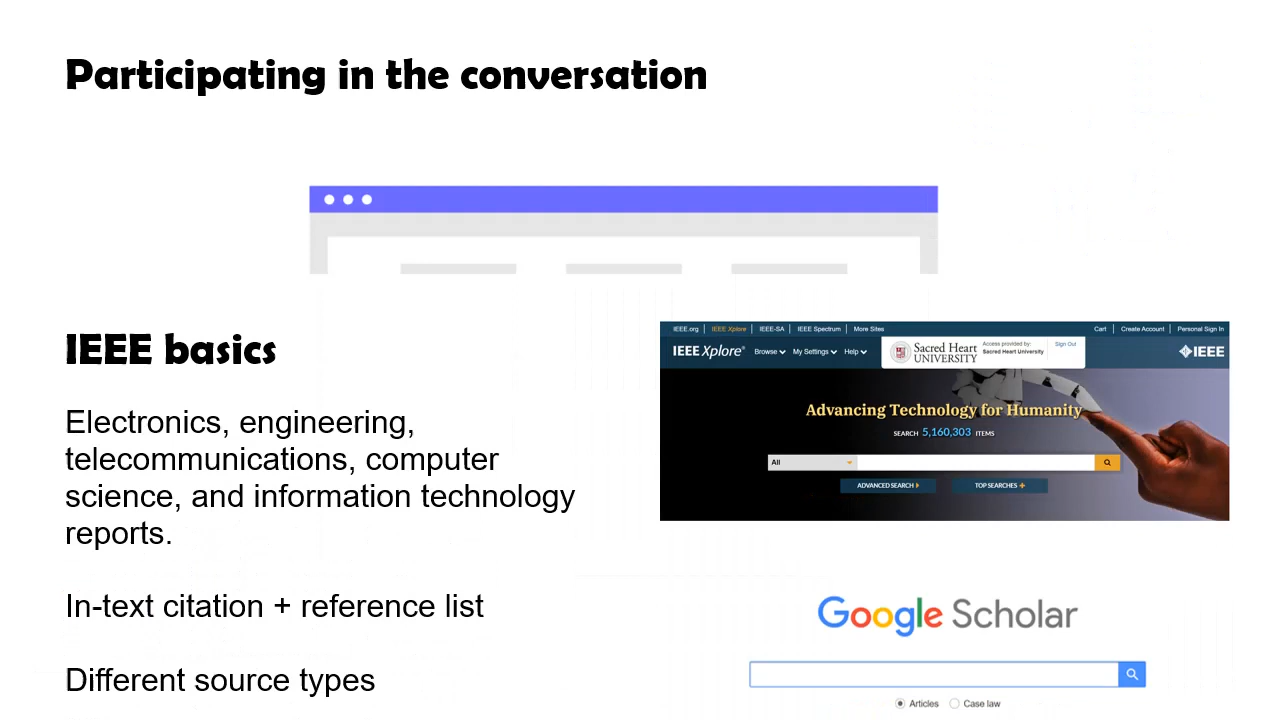 Participating in the conversation
IEEE basics
Electronics, engineering,
telecommunications, computer
science, and information technology
reports.
In-text citation + reference list
Different source types
IEEE.org | IEEE Xplore | IEEE-SA | IEEE Spectrum | More Sites
Cart | Create Account | Personal Sign In
IEEE Xplore®
Browse
My Settings
Help
Sacred Heart
UNIVERSITY
Access provided by:
Sacred Heart University
Sign Out
IEEE
Advancing Technology for Humanity
SEARCH 5,160,303 ITEMS
All
ADVANCED SEARCH
TOP SEARCHES
Google Scholar
Articles
Case law